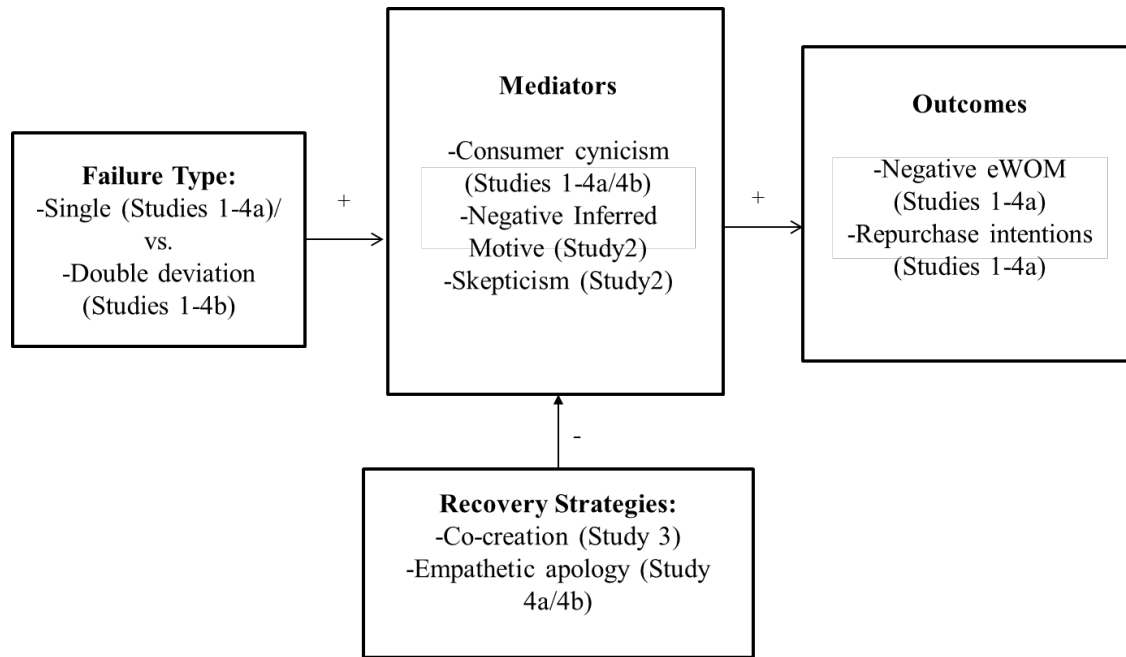 Failure Type:
-Single (Studies 1-4a)/
vs.
-Double deviation
(Studies 1-4b)
+
Mediators
-Consumer cynicism
(Studies 1-4a/4b)
-Negative Inferred
Motive (Study2)
-Skepticism (Study2)
+
Outcomes
-Negative eWOM
(Studies 1-4a)
-Repurchase intentions
(Studies 1-4a)
-
Recovery Strategies:
-Co-creation (Study 3)
-Empathetic apology (Study
4a/4b)